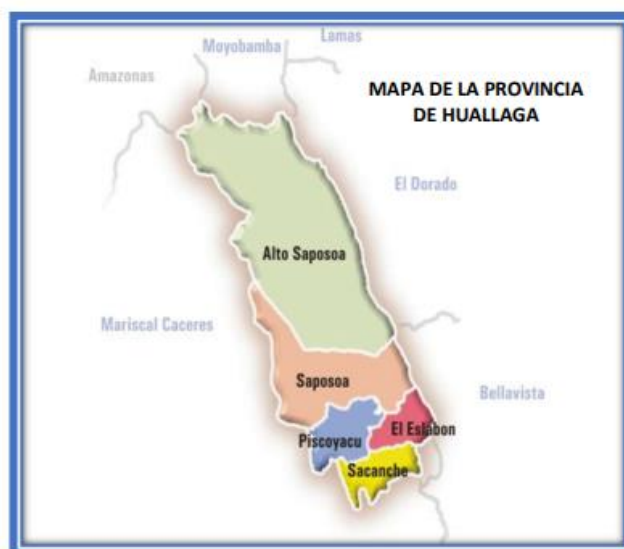 Lamas
Moyobamba
Amazonas
MAPA DE LA PROVINCIA
DE HUALLAGA
El Dorado
Alto Saposoa
Mariscal Caceres
Saposoa
Bellavista
El Eslabon
Piscoyacu
Sacanche